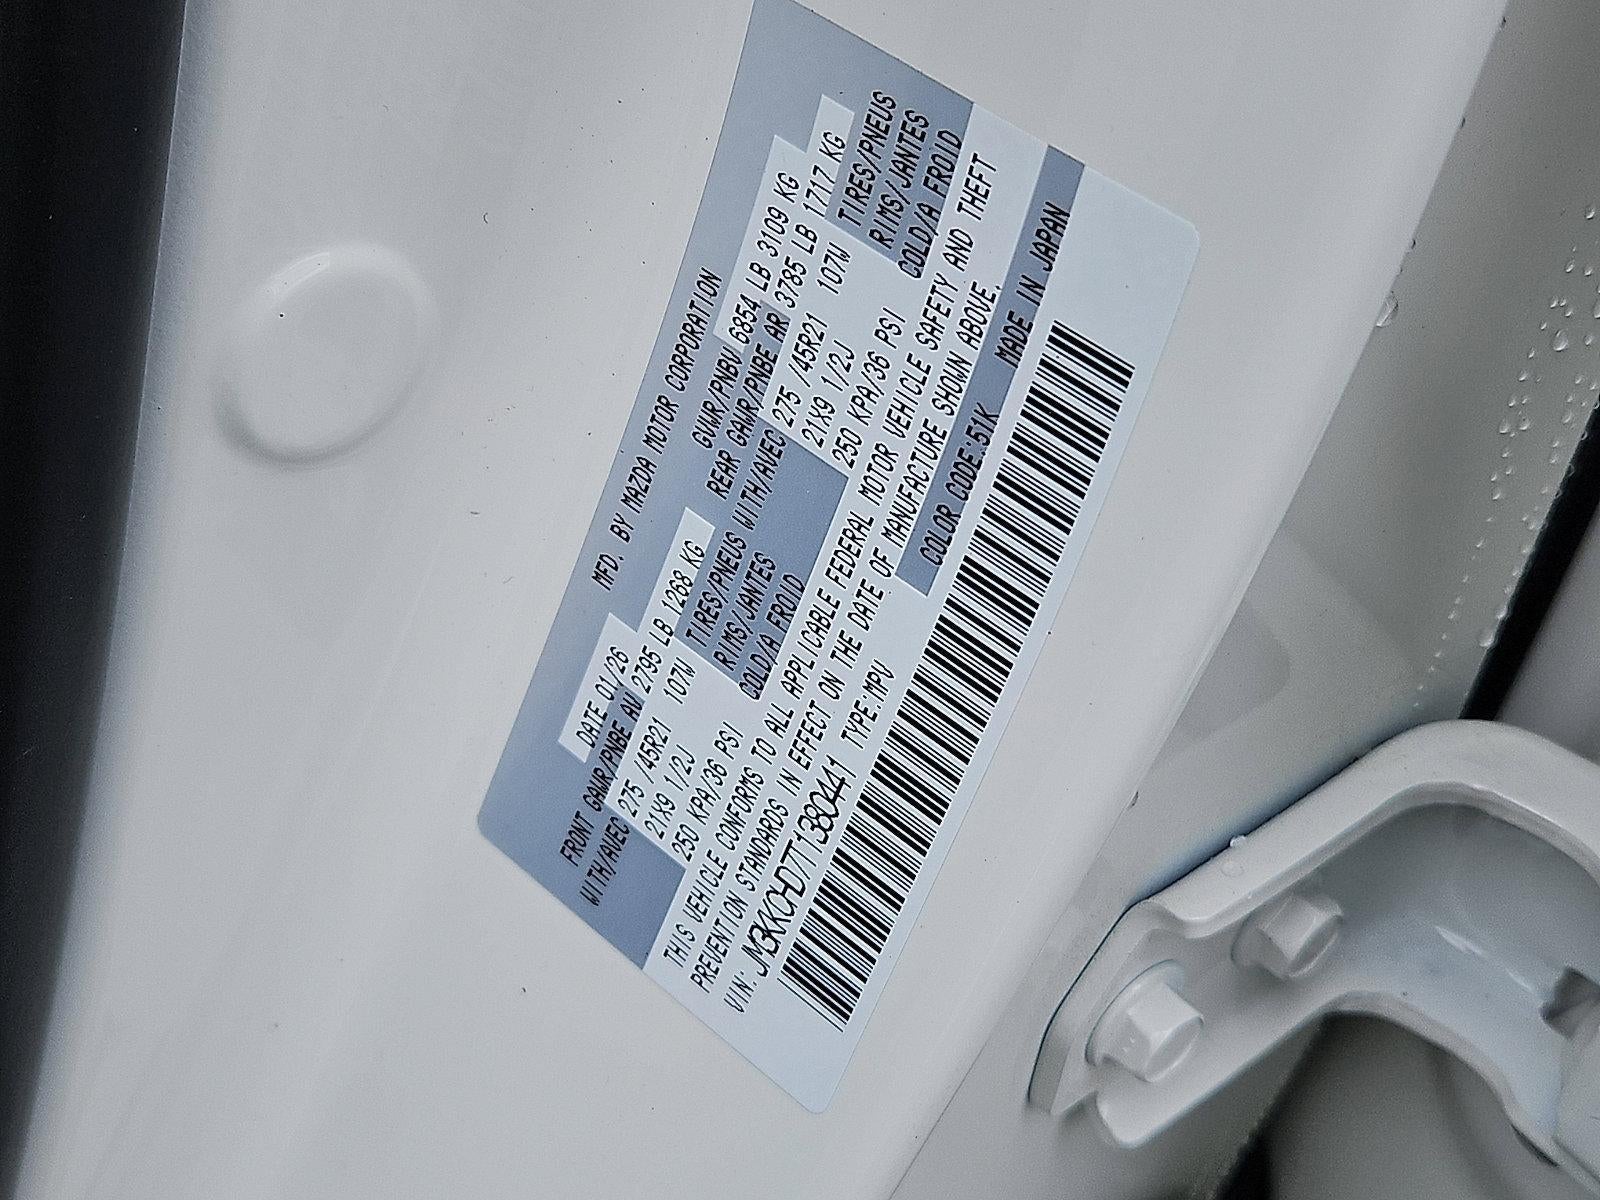 MFD. BY MAZDA MOTOR CORPORATION
DATE 01/26 GVWR/PNBV 6854 LB 3109 KG
FRONT GAWR/PNBE AV 2795 LB 1268 KG REAR GAWR/PNBE AR 3785 LB 1717 KG
WITH/AVEC 275 /45R21 107W TIRES/PNEUS WITH/AVEC 275 /45R21 107W TIRES/PNEUS
21X9 1/2J RIMS/JANTES 21X9 1/2J RIMS/JANTES
250 KPA/36 PSI COLD/A FROID 250 KPA/36 PSI COLD/A FROID
THIS VEHICLE CONFORMS TO ALL APPLICABLE FEDERAL MOTOR VEHICLE SAFETY AND THEFT
PREVENTION STANDARDS IN EFFECT ON THE DATE OF MANUFACTURE SHOWN ABOVE.
VIN: JM3KKCHD7T1380441 TYPE:MPV COLOR CODE:51K MADE IN JAPAN